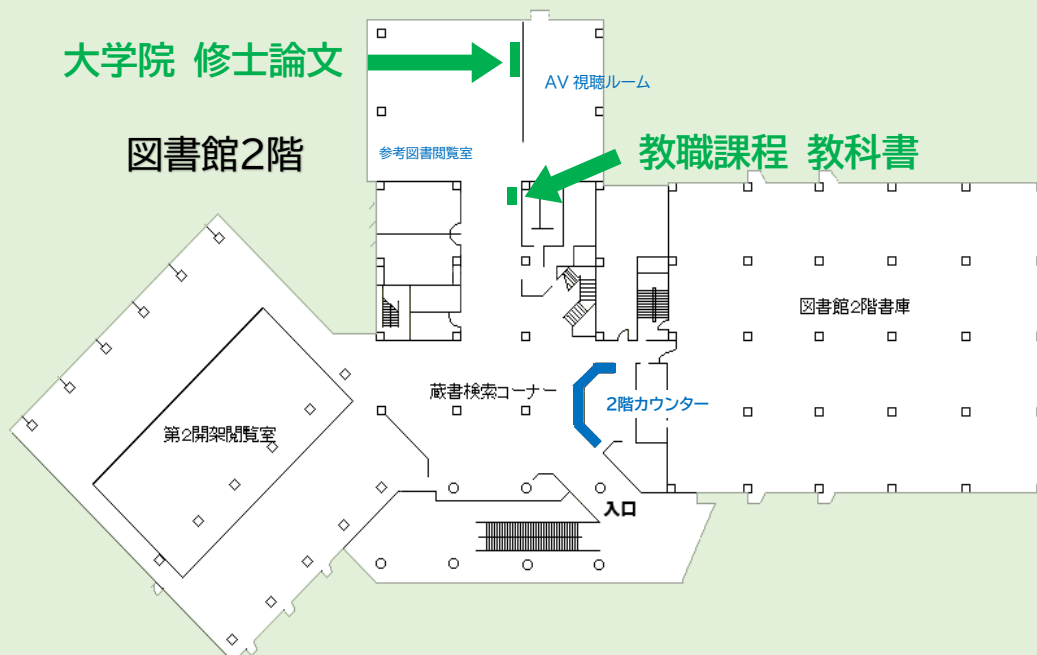 大学院 修士論文
AV 視聴ルーム
図書館2階
参考図書閲覧室
教職課程 教科書
図書館2階書庫
蔵書検索コーナー
2階カウンター
第2開架閲覧室
入口